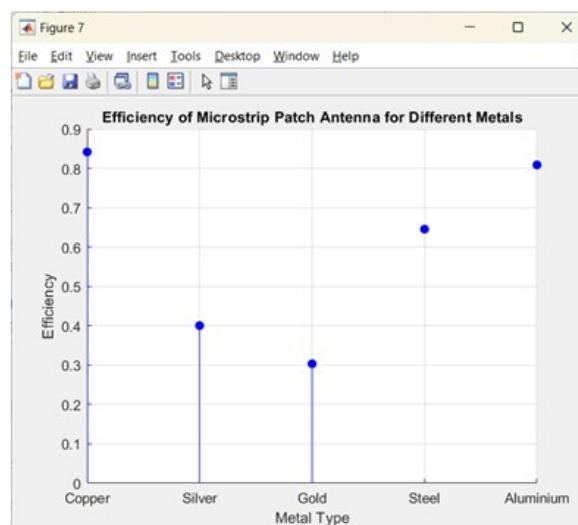 Figure 7
File Edit View Insert Tools Desktop Window Help
Efficiency of Microstrip Patch Antenna for Different Metals
0.9
0.8
0.7
0.6
0.5
0.4
0.3
0.2
0.1
0
Efficiency
Copper Silver Gold Steel Aluminium
Metal Type